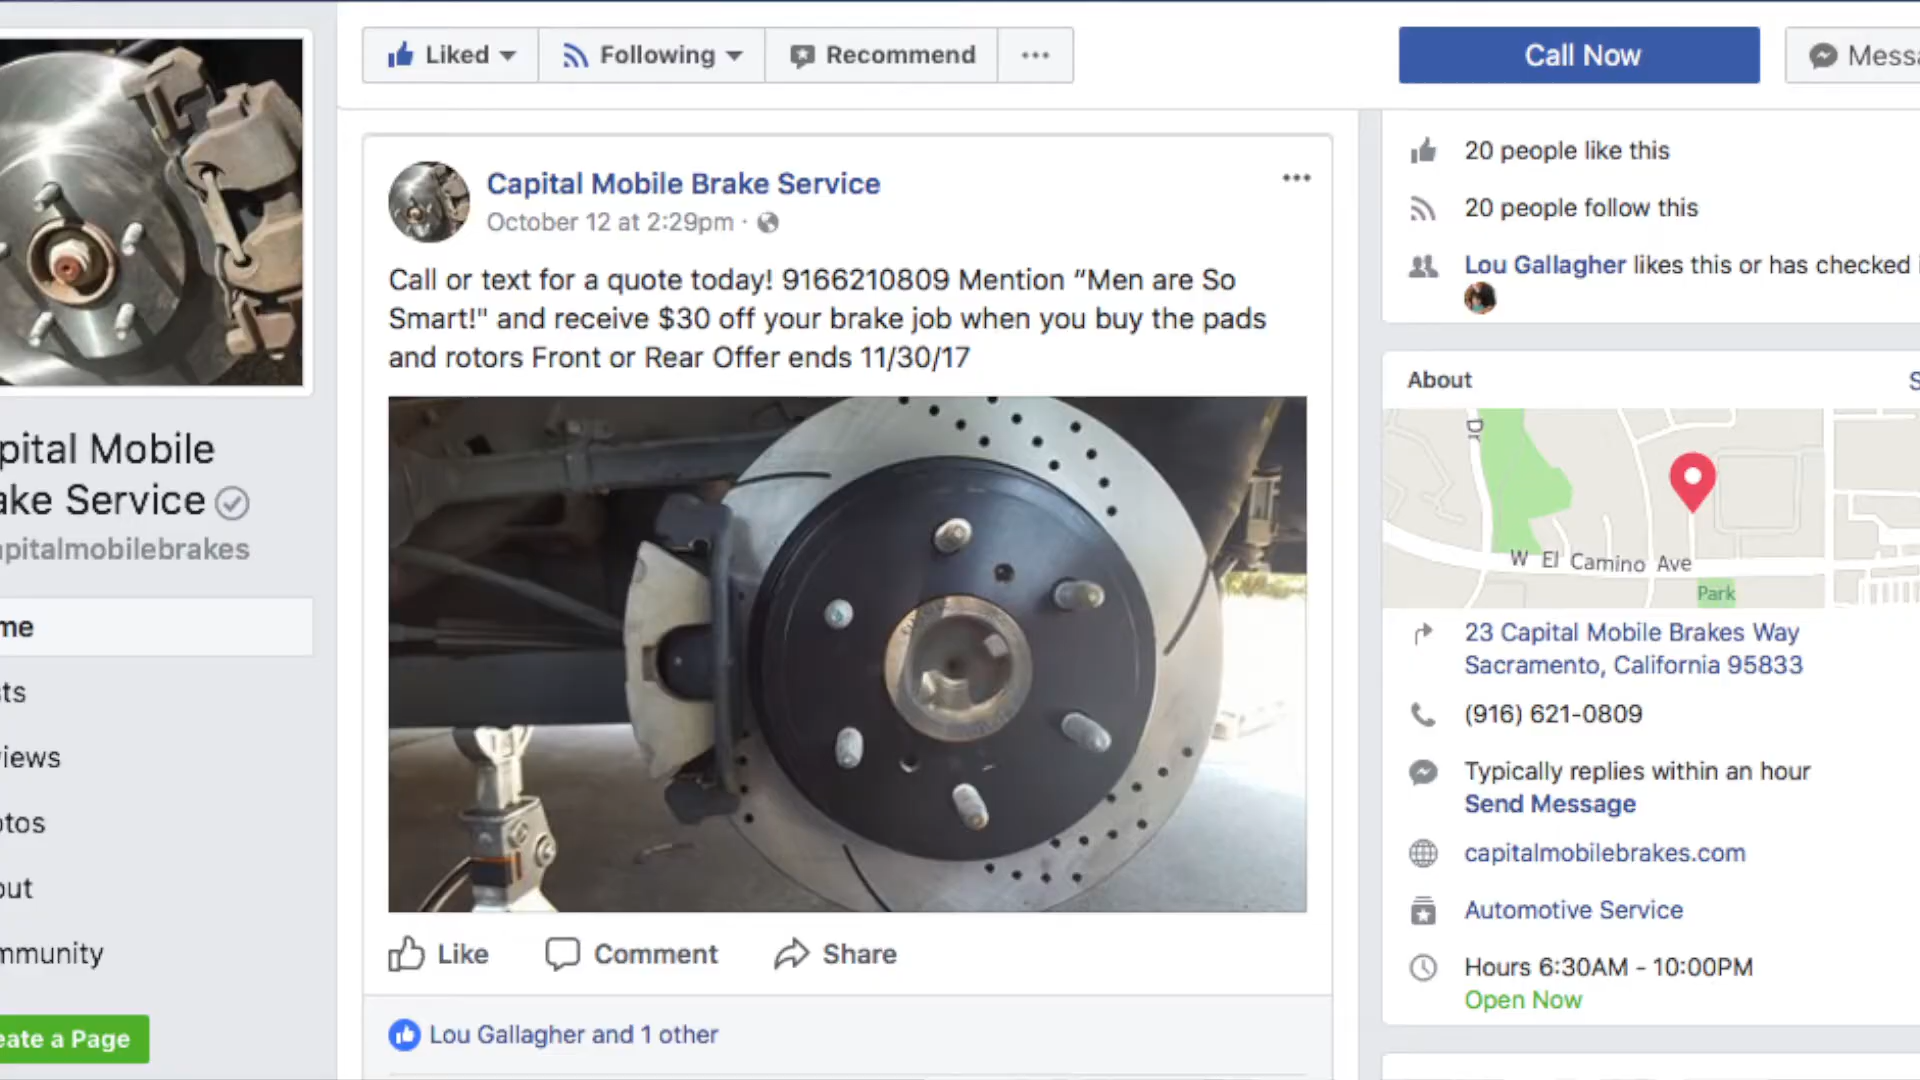 Liked
Following
Recommend
Call Now
Messa
Capital Mobile Brake Service
October 12 at 2:29pm ·
Call or text for a quote today! 9166210809 Mention “Men are So
Smart!" and receive $30 off your brake job when you buy the pads
and rotors Front or Rear Offer ends 11/30/17
Like
Comment
Share
Lou Gallagher and 1 other
pital Mobile
ake Service
apitalmobilebrakes
me
ts
views
otos
out
mmunity
eate a Page
20 people like this
20 people follow this
Lou Gallagher likes this or has checked i
About
S
Dr
W El Camino Ave
Park
23 Capital Mobile Brakes Way
Sacramento, California 95833
(916) 621-0809
Typically replies within an hour
Send Message
capitalmobilebrakes.com
Automotive Service
Hours 6:30AM - 10:00PM
Open Now